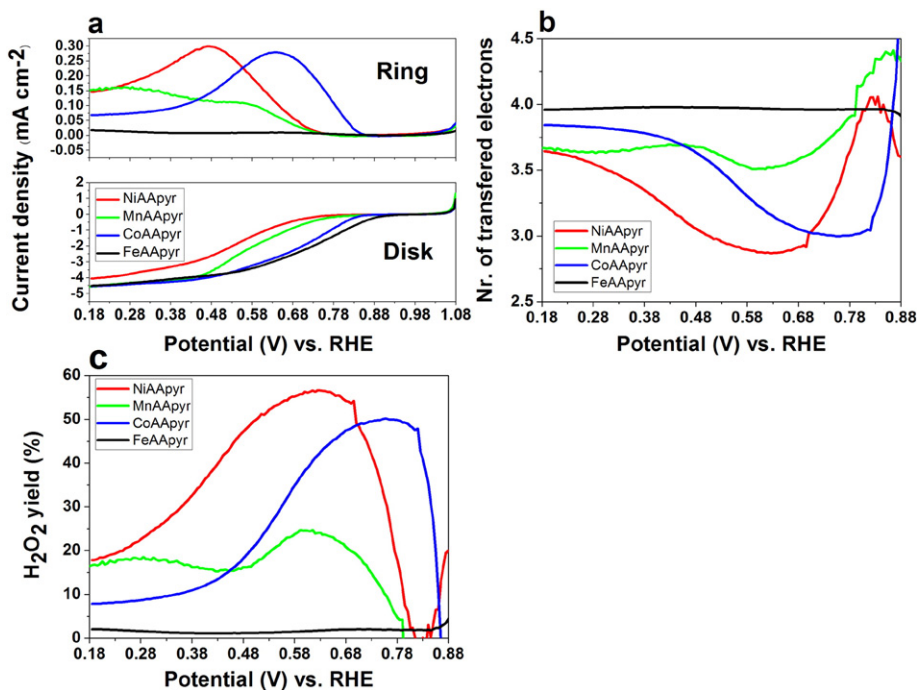 a
Current density (mA cm-2)
0.30
0.25
0.20
0.15
0.10
0.05
0.00
-0.05
Ring
1
0
-1
-2
-3
-4
-5
NiAApyr
MnAApyr
CoAApyr
FeAApyr
Disk
0.18 0.28 0.38 0.48 0.58 0.68 0.78 0.88 0.98 1.08
Potential (V) vs. RHE
b
Nr. of transfered electrons
4.5
4.0
3.5
3.0
2.5
NiAApyr
MnAApyr
CoAApyr
FeAApyr
0.18 0.28 0.38 0.48 0.58 0.68 0.78 0.88
Potential (V) vs. RHE
c
H2O2 yield (%)
60
50
40
30
20
10
0
NiAApyr
MnAApyr
CoAApyr
FeAApyr
0.18 0.28 0.38 0.48 0.58 0.68 0.78 0.88
Potential (V) vs. RHE